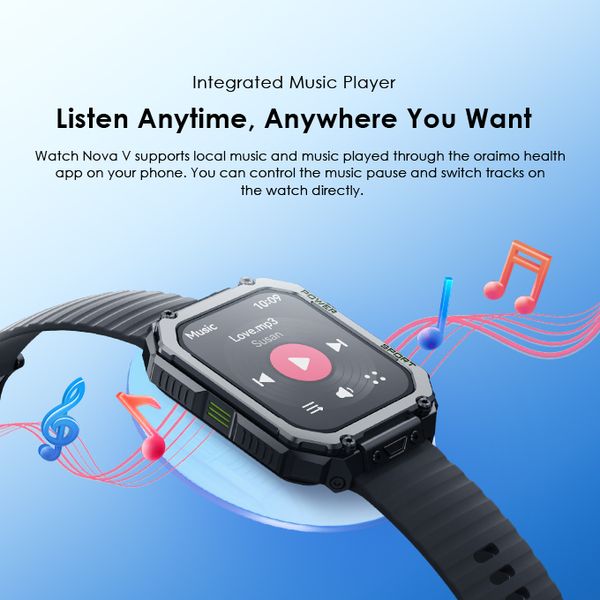 Integrated Music Player
Listen Anytime, Anywhere You Want
Watch Nova V supports local music and music played through the oraimo health
app on your phone. You can control the music pause and switch tracks on
the watch directly.
10:09
Music
Love.mp3
Susan
POWER
SPORT